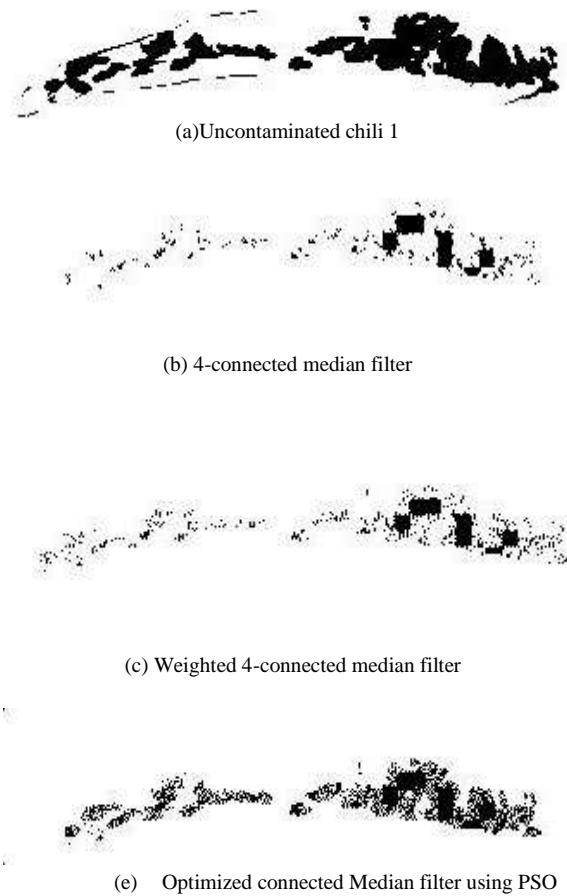 (a)Uncontaminated chili 1
(b) 4-connected median filter
(c) Weighted 4-connected median filter
(e) Optimized connected Median filter using PSO